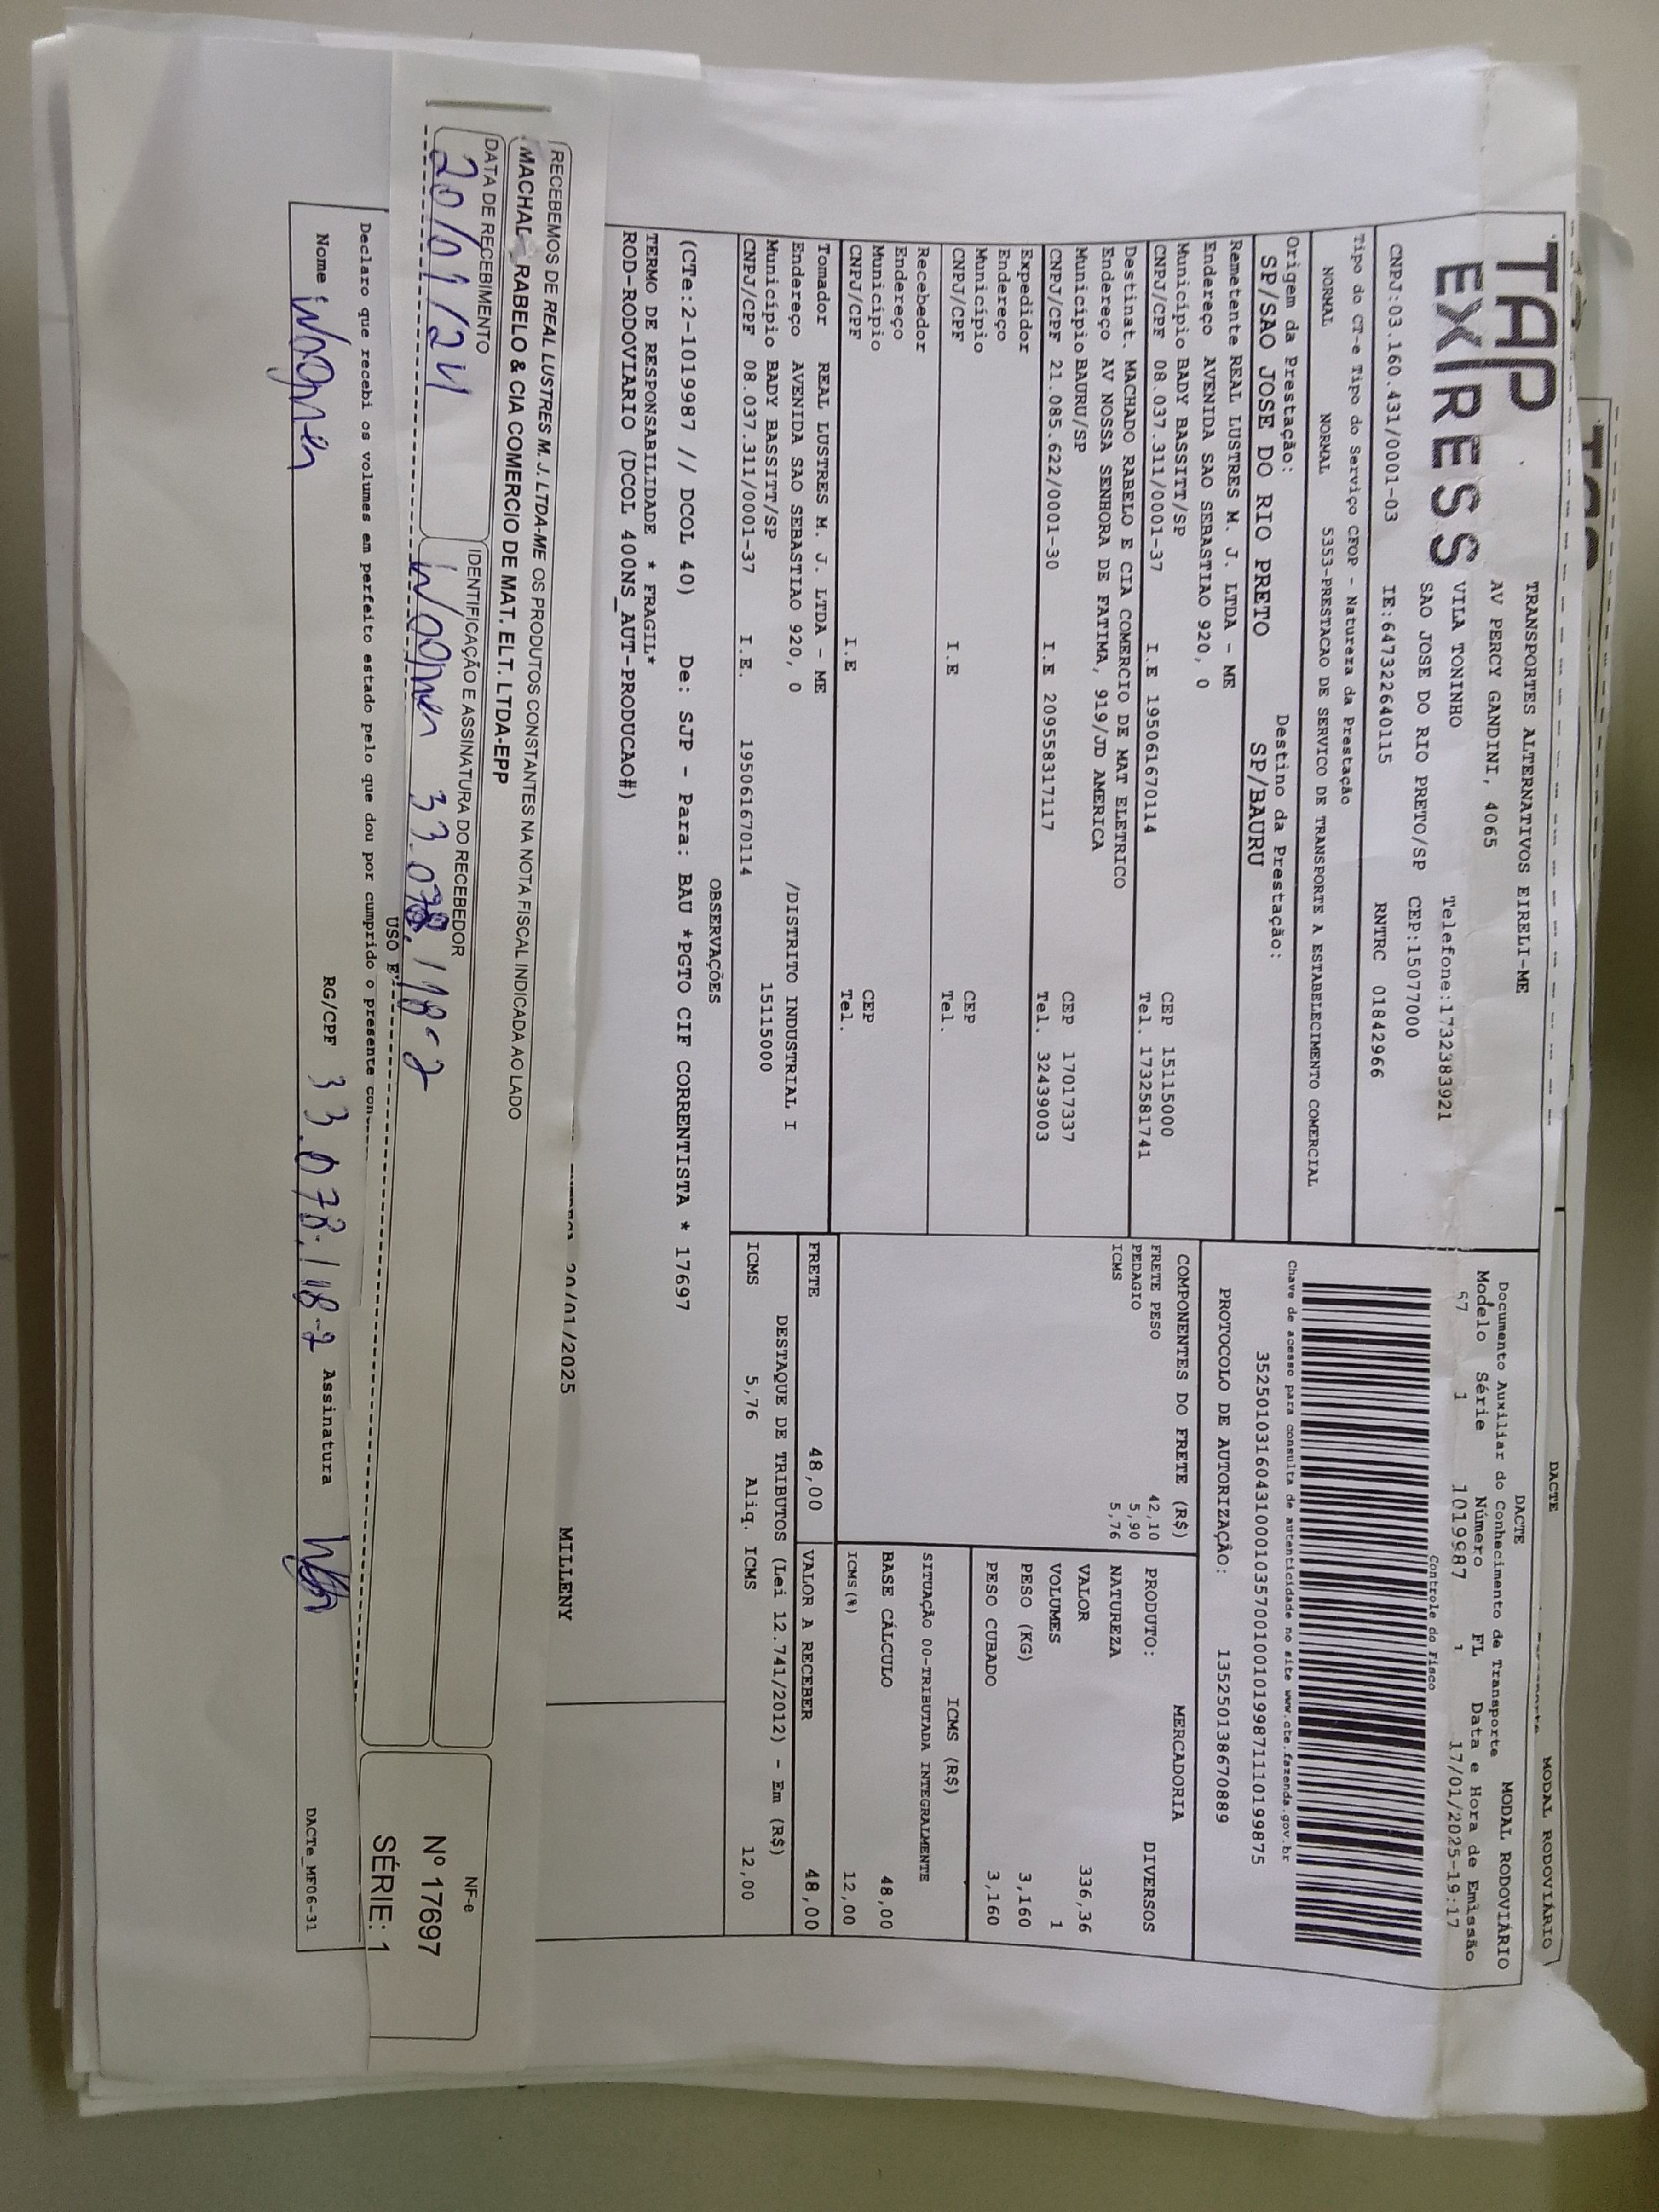 DACTE
MODAL RODOVIÁRIO
TAP
EXPRESS
TRANSPORTES ALTERNATIVOS EIRELI-ME
AV PERCY GANDINI, 4065
VILA TONINHO
Telefone:1732383921
SAO JOSE DO RIO PRETO/SP
CEP:15077000
CNPJ:03.160.431/0001-03
IE:647322640115
RNTRC 01842966
DACTE
MODAL RODOVIÁRIO
Documento Auxiliar do Conhecimento de Transporte
Modelo Série Número FL Data e Hora de Emissão
57 1 1019987 1 17/01/2025-19:17
Controle do Fisco
Chave de acesso para consulta de autenticidade no site www.cte.fazenda.gov.br
35250103160431000103570010010199871110199875
PROTOCOLO DE AUTORIZAÇÃO: 135250138670889
Tipo do CT-e Tipo do Serviço CFOP - Natureza da Prestação
NORMAL NORMAL 5353-PRESTACAO DE SERVICO DE TRANSPORTE A ESTABELECIMENTO COMERCIAL
Origem da Prestação: Destino da Prestação:
SP/SAO JOSE DO RIO PRETO SP/BAURU
Remetente REAL LUSTRES M. J. LTDA - ME
Endereço AVENIDA SAO SEBASTIAO 920, 0
Município BADY BASSITT/SP CEP 15115000
CNPJ/CPF 08.037.311/0001-37 I.E 195061670114 Tel. 1732581741
Destinat. MACHADO RABELO E CIA COMERCIO DE MAT ELETRICO
Endereço AV NOSSA SENHORA DE FATIMA, 919/JD AMERICA
Município BAURU/SP CEP 17017337
CNPJ/CPF 21.085.622/0001-30 I.E 209558317117 Tel. 32439003
Expedidor
Endereço
Município CEP
CNPJ/CPF I.E Tel.
Recebedor
Endereço
Município CEP
CNPJ/CPF I.E Tel.
Tomador REAL LUSTRES M. J. LTDA - ME
Endereço AVENIDA SAO SEBASTIAO 920, 0 /DISTRITO INDUSTRIAL I
Município BADY BASSITT/SP 15115000
CNPJ/CPF 08.037.311/0001-37 I.E. 195061670114
COMPONENTES DO FRETE (R$)
FRETE PESO 42,10
PEDAGIO 5,90
ICMS 5,76
MERCADORIA
PRODUTO: DIVERSOS
NATUREZA
VALOR 336,36
VOLUMES 1
PESO (KG) 3,160
PESO CUBADO 3,160
ICMS (R$)
SITUAÇÃO 00-TRIBUTADA INTEGRALMENTE
BASE CÁLCULO 48,00
ICMS(%) 12,00
FRETE 48,00 VALOR A RECEBER 48,00
DESTAQUE DE TRIBUTOS (Lei 12.741/2012) - Em (R$)
ICMS 5,76 Aliq. ICMS 12,00
OBSERVAÇÕES
(CTe:2-1019987 // DCOL 40) De: SJP - Para: BAU *PGTO CIF CORRENTISTA * 17697
TERMO DE RESPONSABILIDADE * FRAGIL*
ROD-RODOVIARIO (DCOL 400NS_AUT-PRODUCAO#)
20/01/2025 MILLENY
RECEBEMOS DE REAL LUSTRES M. J. LTDA-ME OS PRODUTOS CONSTANTES NA NOTA FISCAL INDICADA AO LADO
RABELO & CIA COMERCIO DE MAT. ELT. LTDA-EPP
DATA DE RECEBIMENTO IDENTIFICAÇÃO E ASSINATURA DO RECEBEDOR
20/01/24 Wagner 33.078.118-2
NF-e
Nº 17697
SÉRIE: 1
USO
Declaro que recebi os volumes em perfeito estado pelo que dou por cumprido o presente
Nome Wagner RG/CPF 33.078.118-2 Assinatura
DACTe_MF06-31